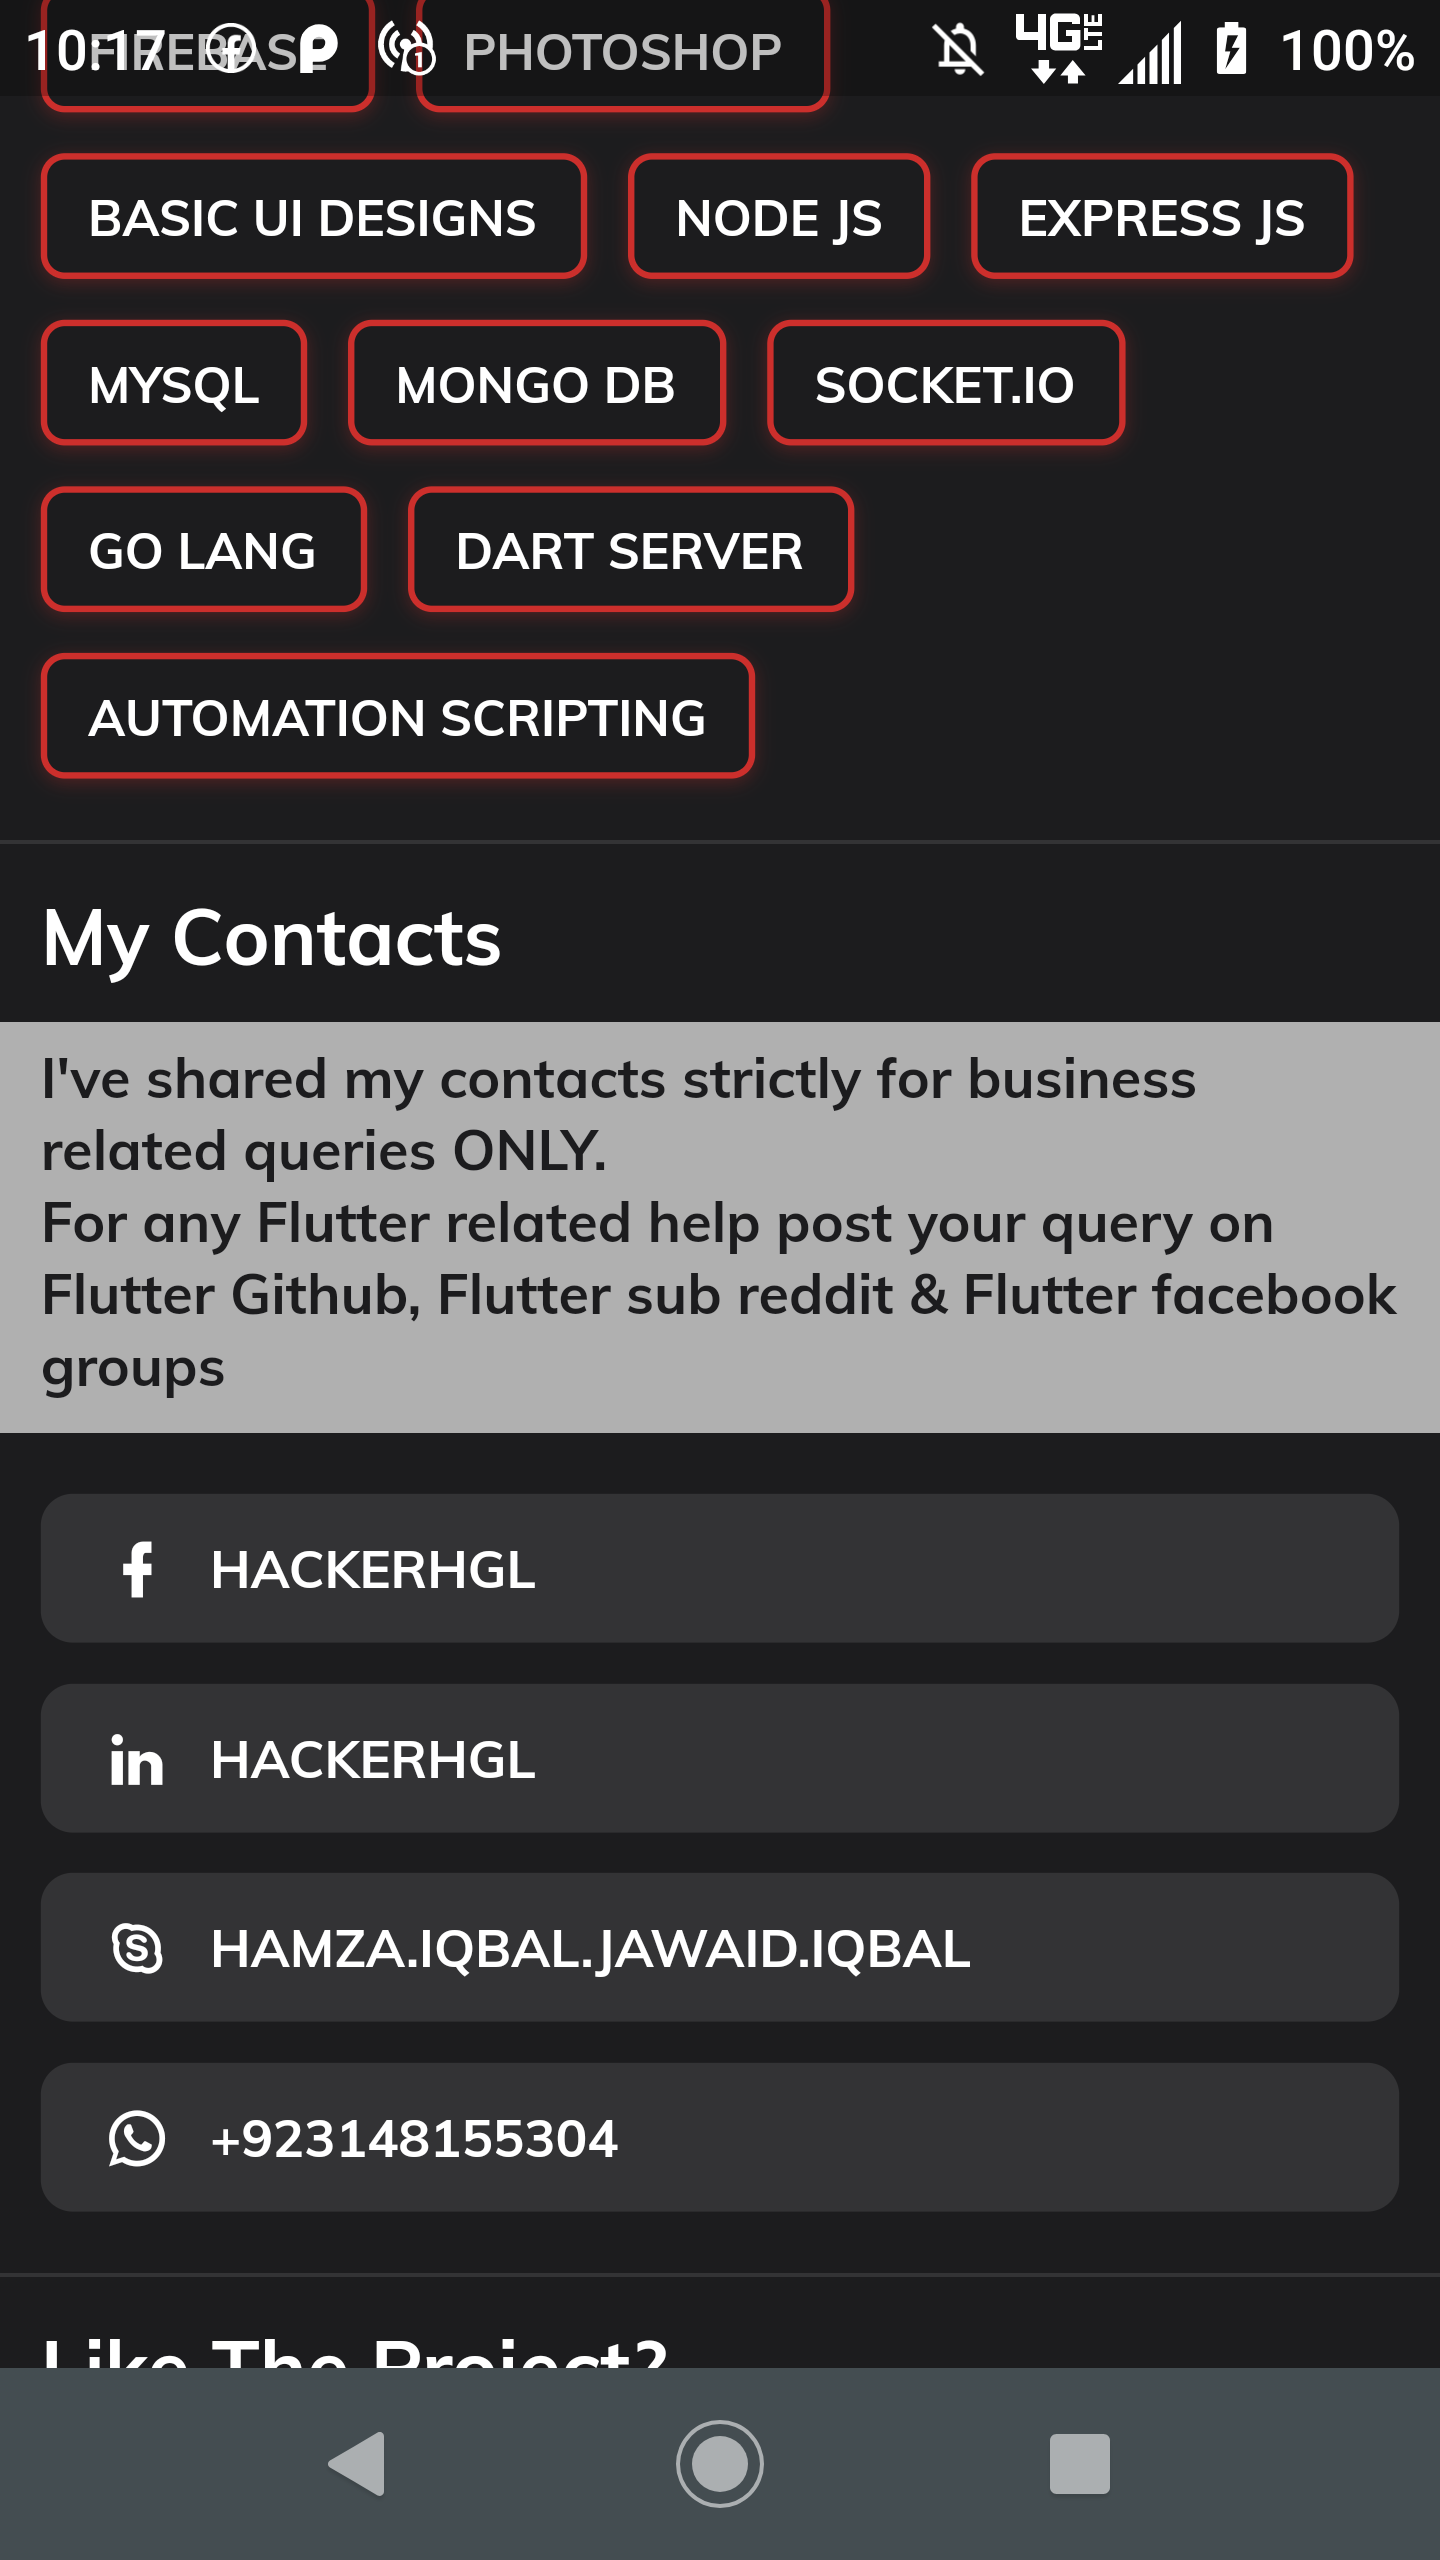 10:17 FIREBASE PHOTOSHOP 4G LTE 100%
BASIC UI DESIGNS NODE JS EXPRESS JS
MYSQL MONGO DB SOCKET.IO
GO LANG DART SERVER
AUTOMATION SCRIPTING
My Contacts
I've shared my contacts strictly for business
related queries ONLY.
For any Flutter related help post your query on
Flutter Github, Flutter sub reddit & Flutter facebook
groups
HACKERHGL
HACKERHGL
HAMZA.IQBAL.JAWAID.IQBAL
+923148155304
Like The Project?